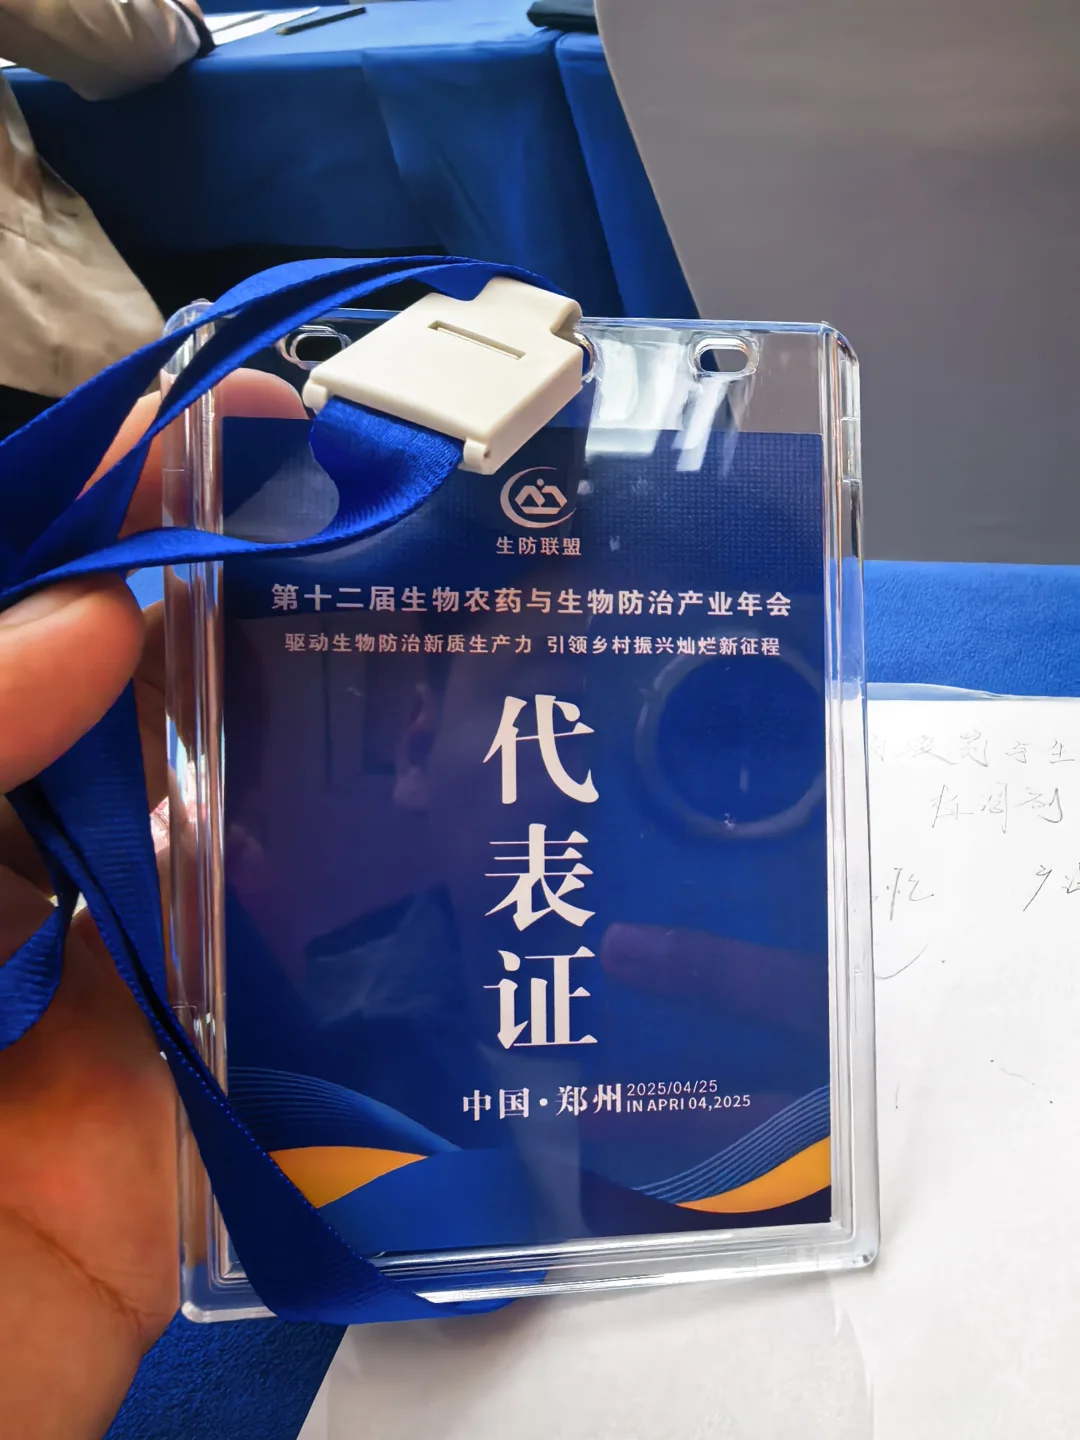 生防联盟
第十二届生物农药与生物防治产业年会
驱动生物防治新质生产力 引领乡村振兴灿烂新征程
代
表
证
中国·郑州 2025/04/25
IN APRI 04,2025